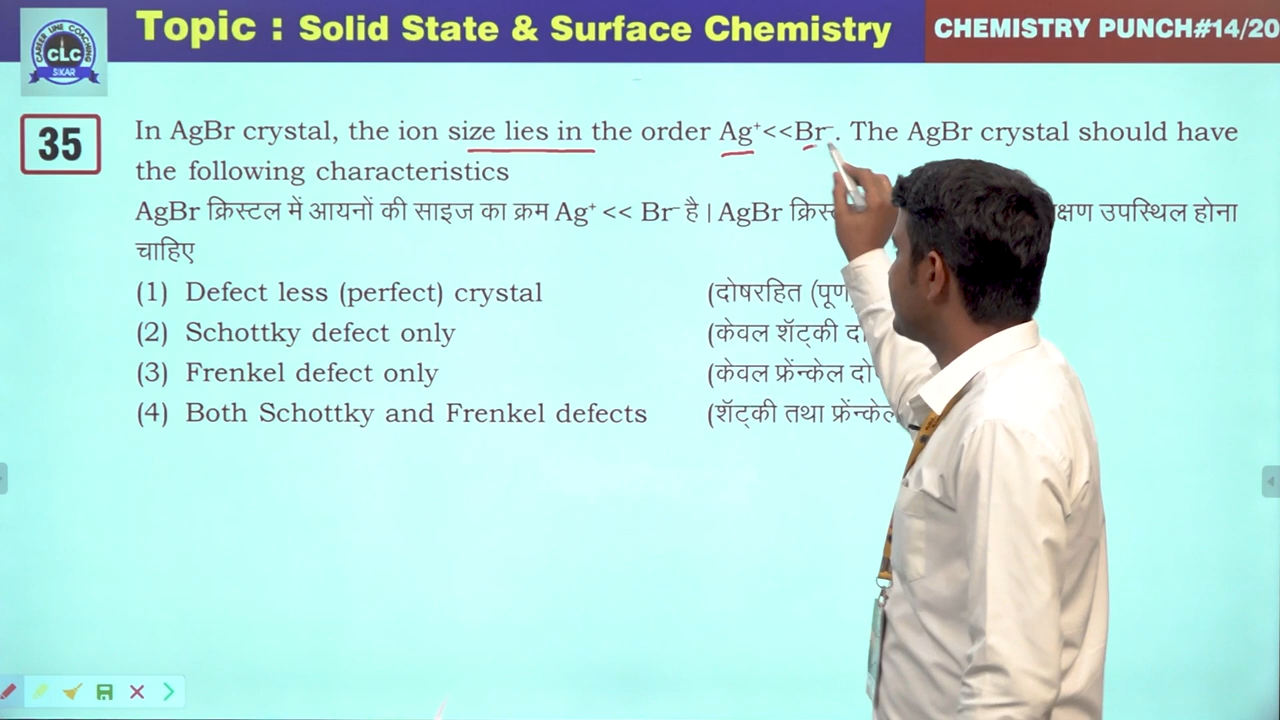 Topic : Solid State & Surface Chemistry
CHEMISTRY PUNCH#14/20
CAREER LINE COACHING
CLC
SIKAR
35
In AgBr crystal, the ion size lies in the order Ag⁺<<Br⁻. The AgBr crystal should have
the following characteristics
AgBr क्रिस्टल में आयनों की साइज का क्रम Ag⁺ << Br⁻ है। AgBr उपस्थिल होना
चाहिए
(1) Defect less (perfect) crystal (दोषरहित
(2) Schottky defect only (केवल शॅट्की
(3) Frenkel defect only (केवल फ्रेंन्केल
(4) Both Schottky and Frenkel defects (शॅट्की तथा फ्रेंन्केल